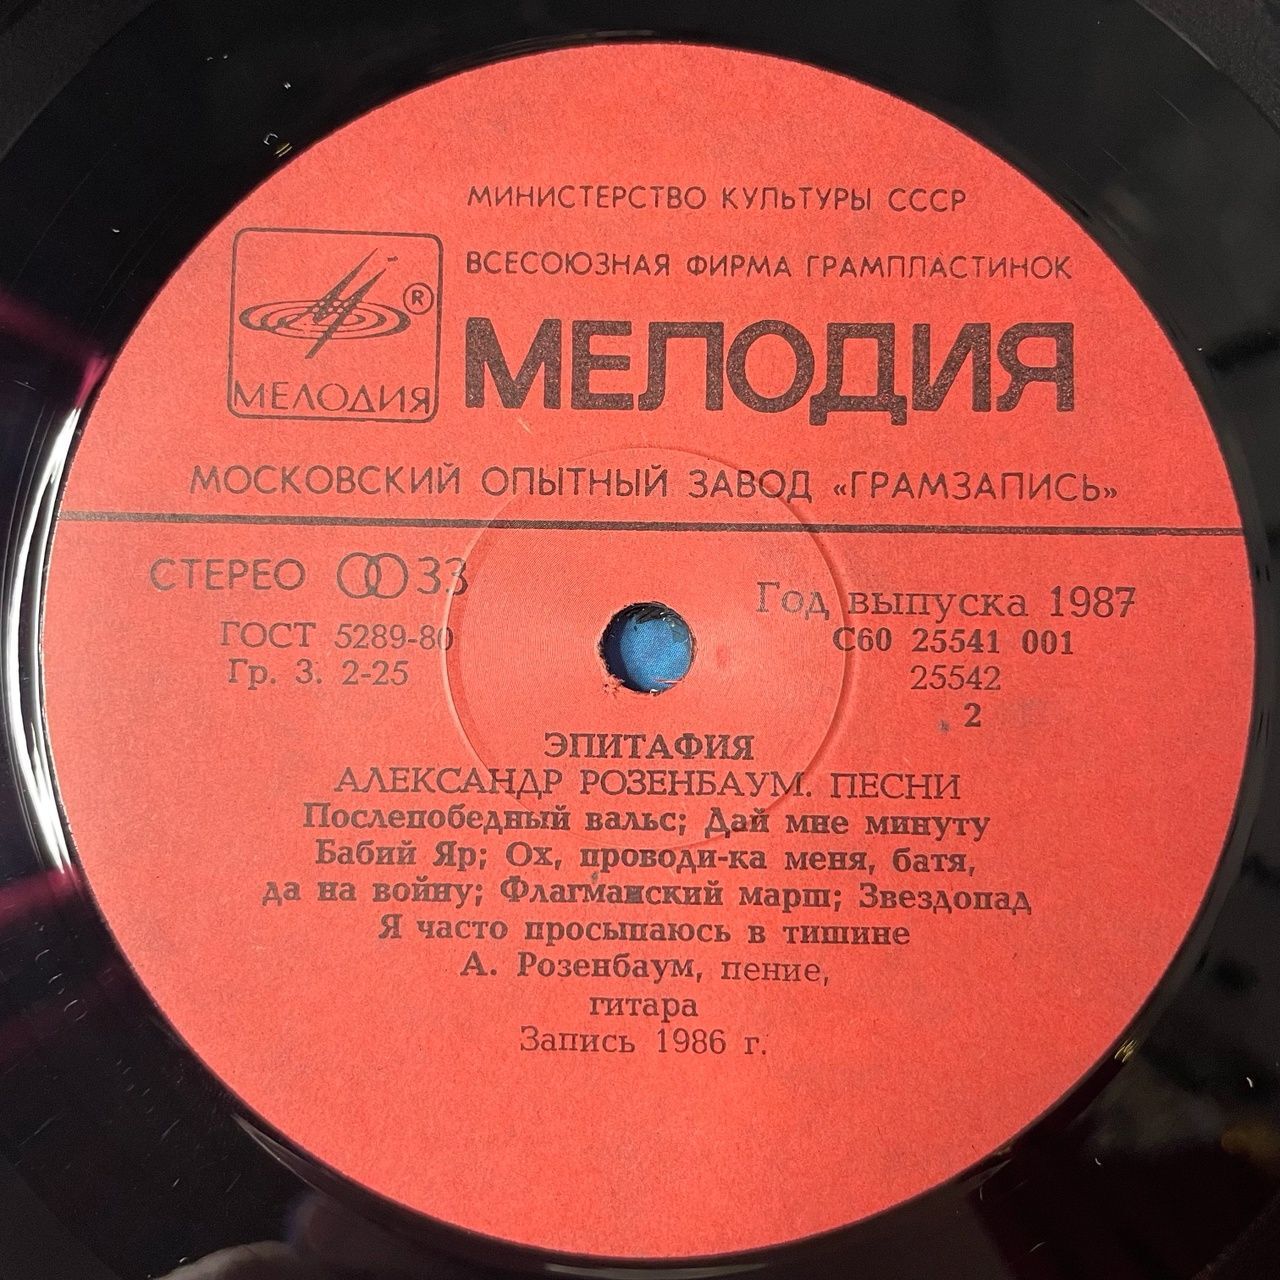 МИНИСТЕРСТВО КУЛЬТУРЫ СССР
ВСЕСОЮЗНАЯ ФИРМА ГРАМПЛАСТИНОК
® МЕЛОДИЯ
МЕЛОДИЯ
МОСКОВСКИЙ ОПЫТНЫЙ ЗАВОД «ГРАМЗАПИСЬ»
СТЕРЕО 33
Год выпуска 1987
ГОСТ 5289-80
С60 25541 001
Гр. 3. 2-25
25542
2
ЭПИТАФИЯ
АЛЕКСАНДР РОЗЕНБАУМ. ПЕСНИ
Послепобедный вальс; Дай мне минуту
Бабий Яр; Ох, проводи-ка меня, батя,
да на войну; Флагманский марш; Звездопад
Я часто просыпаюсь в тишине
А. Розенбаум, пение,
гитара
Запись 1986 г.